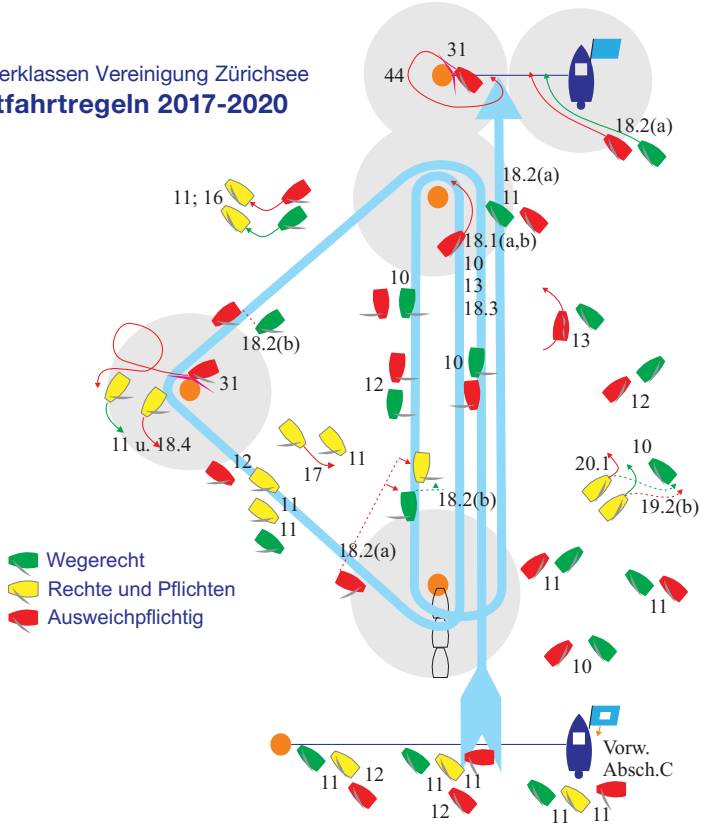 erklassen Vereinigung Zürichsee
tfahrtregeln 2017-2020
31
44
18.2(a)
11; 16
18.2(a)
11
18.1(a,b)
10
13
18.3
10
18.2(b)
13
10
31
12
12
11 u. 18.4
12
11
17
11
11
10
20.1
18.2(b)
19.2(b)
18.2(a)
Wegerecht
Rechte und Pflichten
Ausweichpflichtig
11
11
10
Vorw.
Absch.C
12
11
11
11
12
11
11